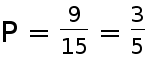 P = 9/15 = 3/5